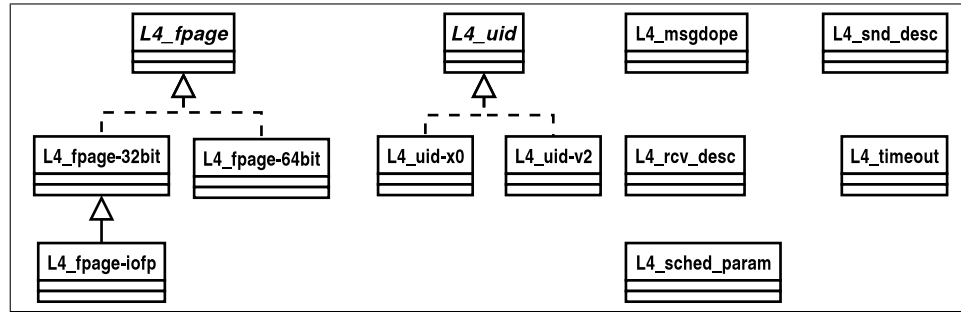 L4_fpage
L4_uid
L4_msgdope
L4_snd_desc
L4_fpage-32bit
L4_fpage-64bit
L4_uid-x0
L4_uid-v2
L4_rcv_desc
L4_timeout
L4_fpage-iofp
L4_sched_param